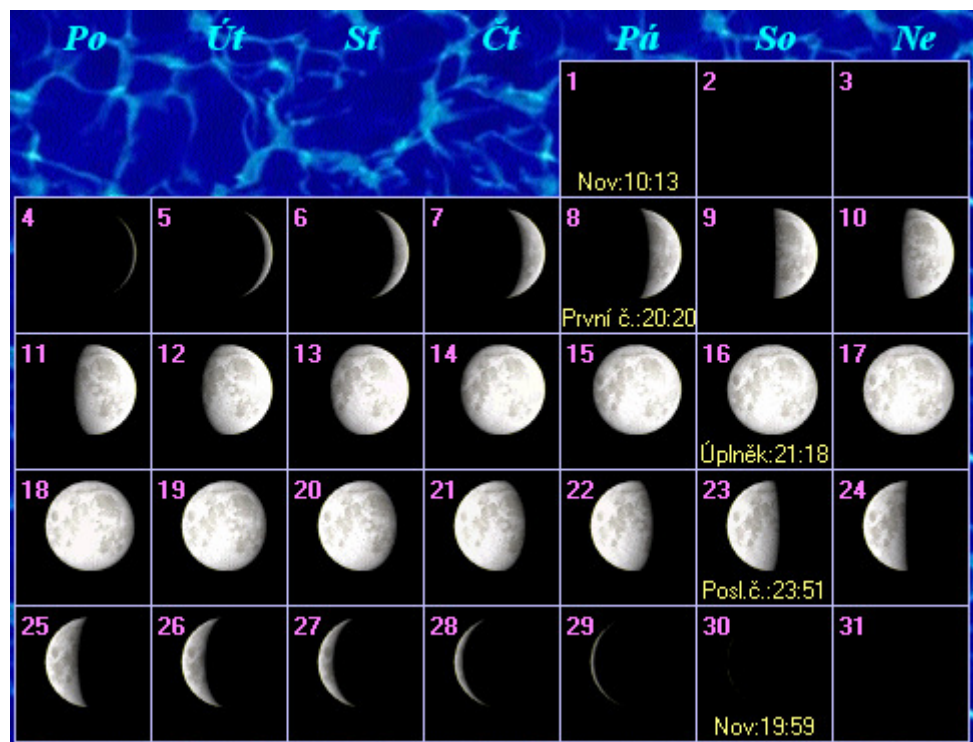 Po Út St Čt Pá So Ne
1 2 3
Nov:10:13
4 5 6 7 8 9 10
První č.:20:20
11 12 13 14 15 16 17
Úplněk:21:18
18 19 20 21 22 23 24
Posl.č.:23:51
25 26 27 28 29 30 31
Nov:19:59